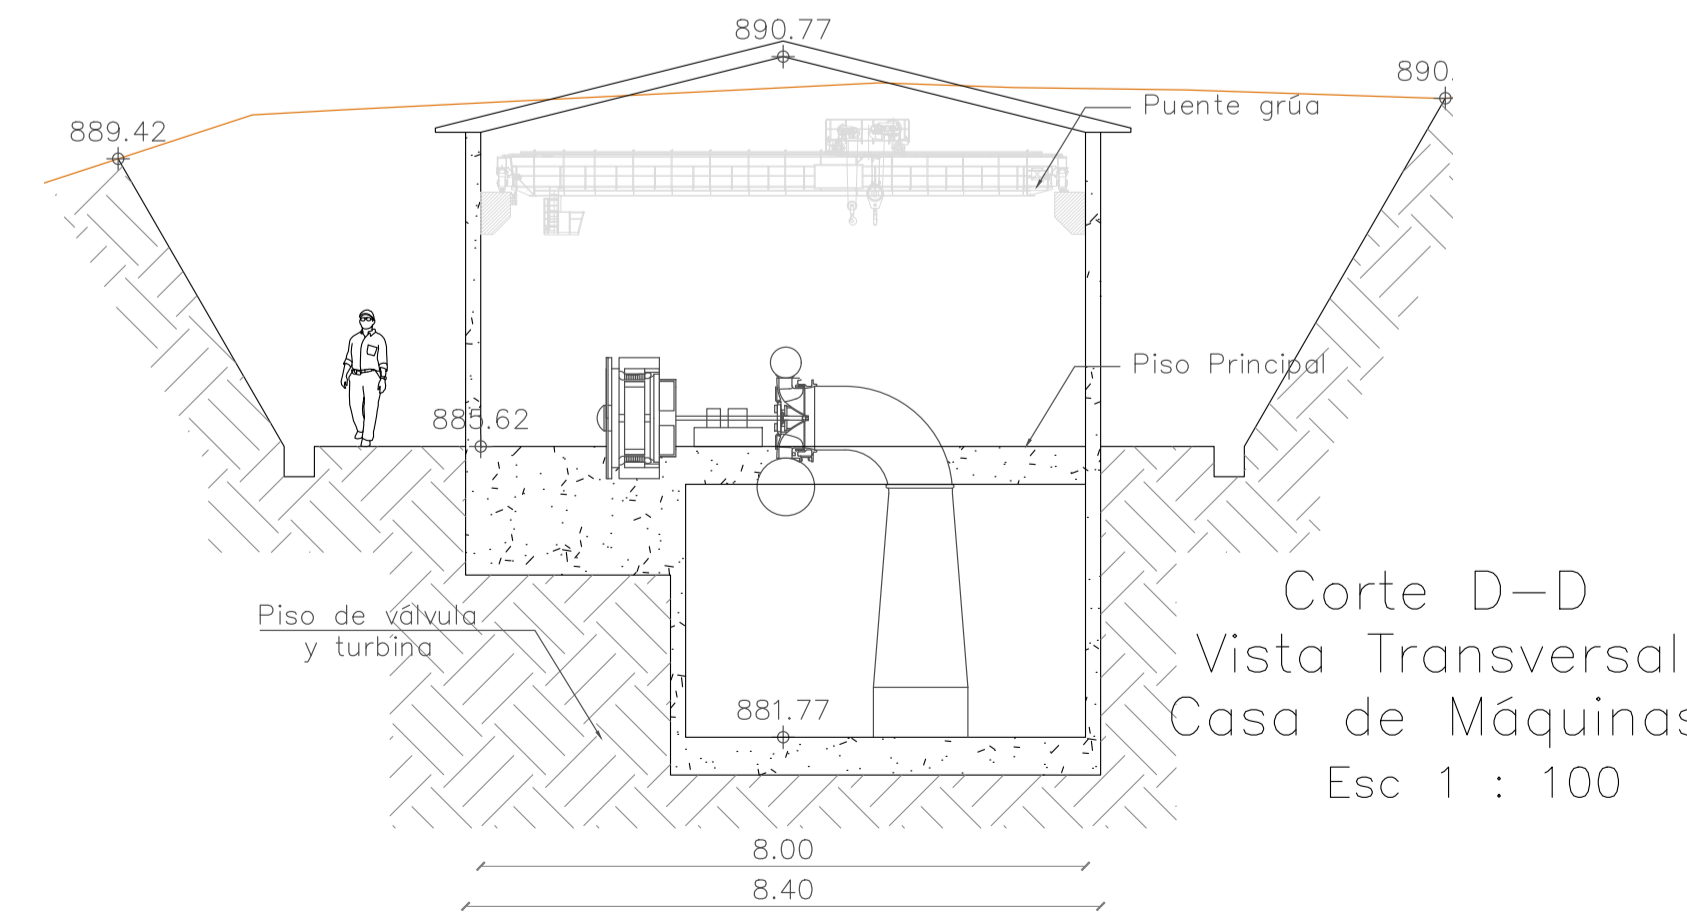 890.77
890.
889.42
Puente grúa
Piso Principal
885.62
Piso de válvula
y turbina
881.77
Corte D-D
Vista Transversal
Casa de Máquinas
Esc 1 : 100
8.00
8.40